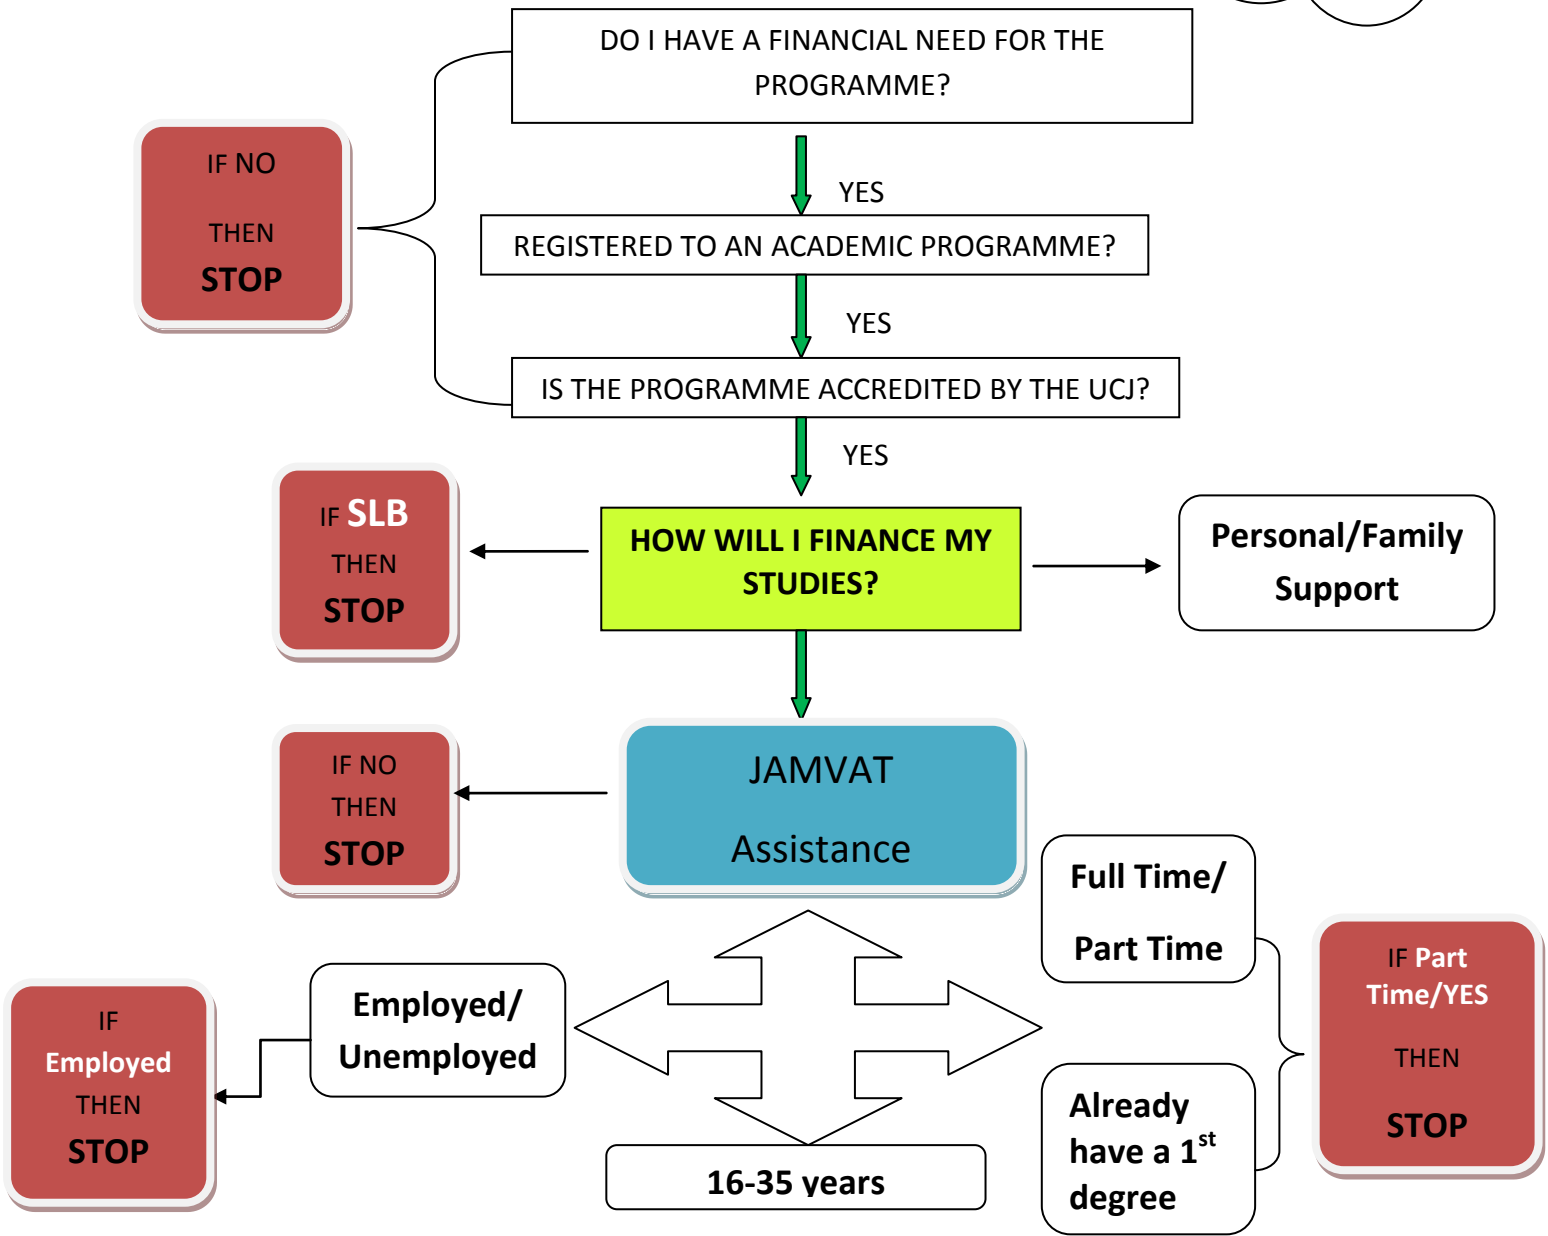 DO I HAVE A FINANCIAL NEED FOR THE
PROGRAMME?
IF NO
THEN
STOP
YES
REGISTERED TO AN ACADEMIC PROGRAMME?
YES
IS THE PROGRAMME ACCREDITED BY THE UCJ?
YES
IF SLB
THEN
STOP
HOW WILL I FINANCE MY
STUDIES?
Personal/Family
Support
IF NO
THEN
STOP
JAMVAT
Assistance
Full Time/
Part Time
IF Part
Time/YES
THEN
STOP
Employed/
Unemployed
IF
Employed
THEN
STOP
Already
have a 1st
degree
16-35 years